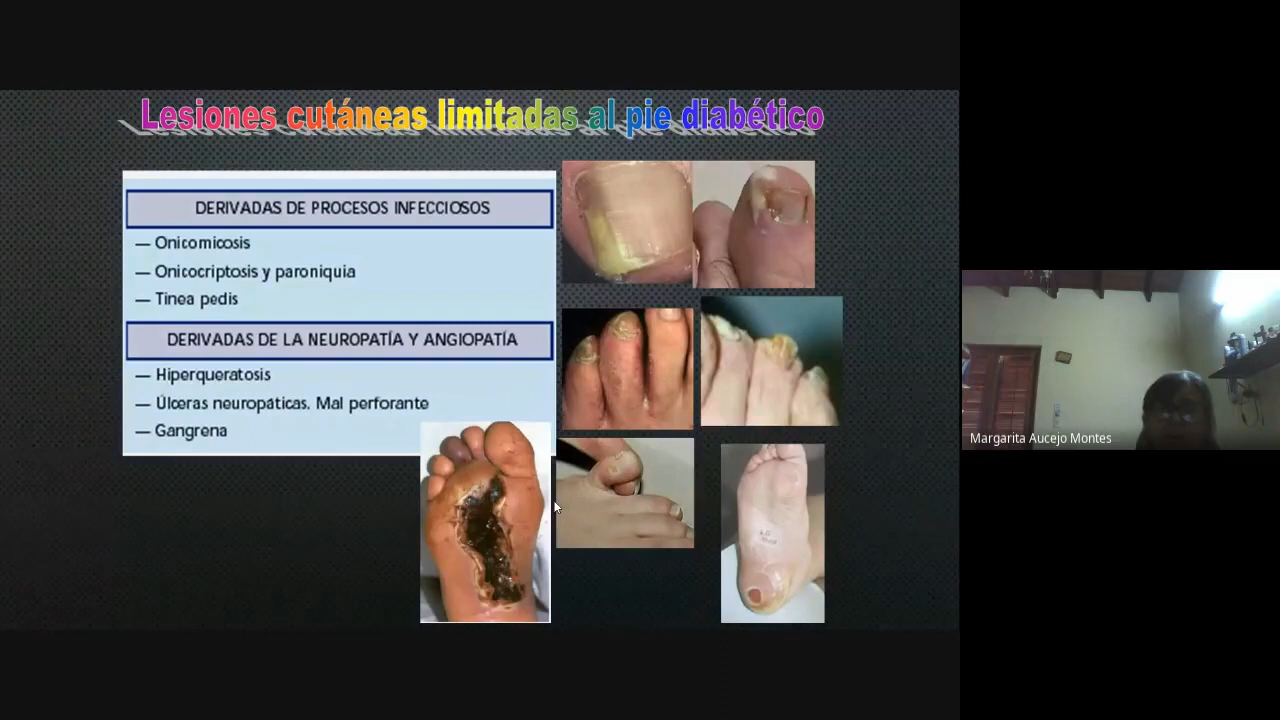 Lesiones cutáneas limitadas al pie diabético
DERIVADAS DE PROCESOS INFECCIOSOS
— Onicomicosis
— Onicocriptosis y paroniquia
— Tinea pedis
DERIVADAS DE LA NEUROPATÍA Y ANGIOPATÍA
— Hiperqueratosis
— Úlceras neuropáticas. Mal perforante
— Gangrena
Margarita Aucejo Montes